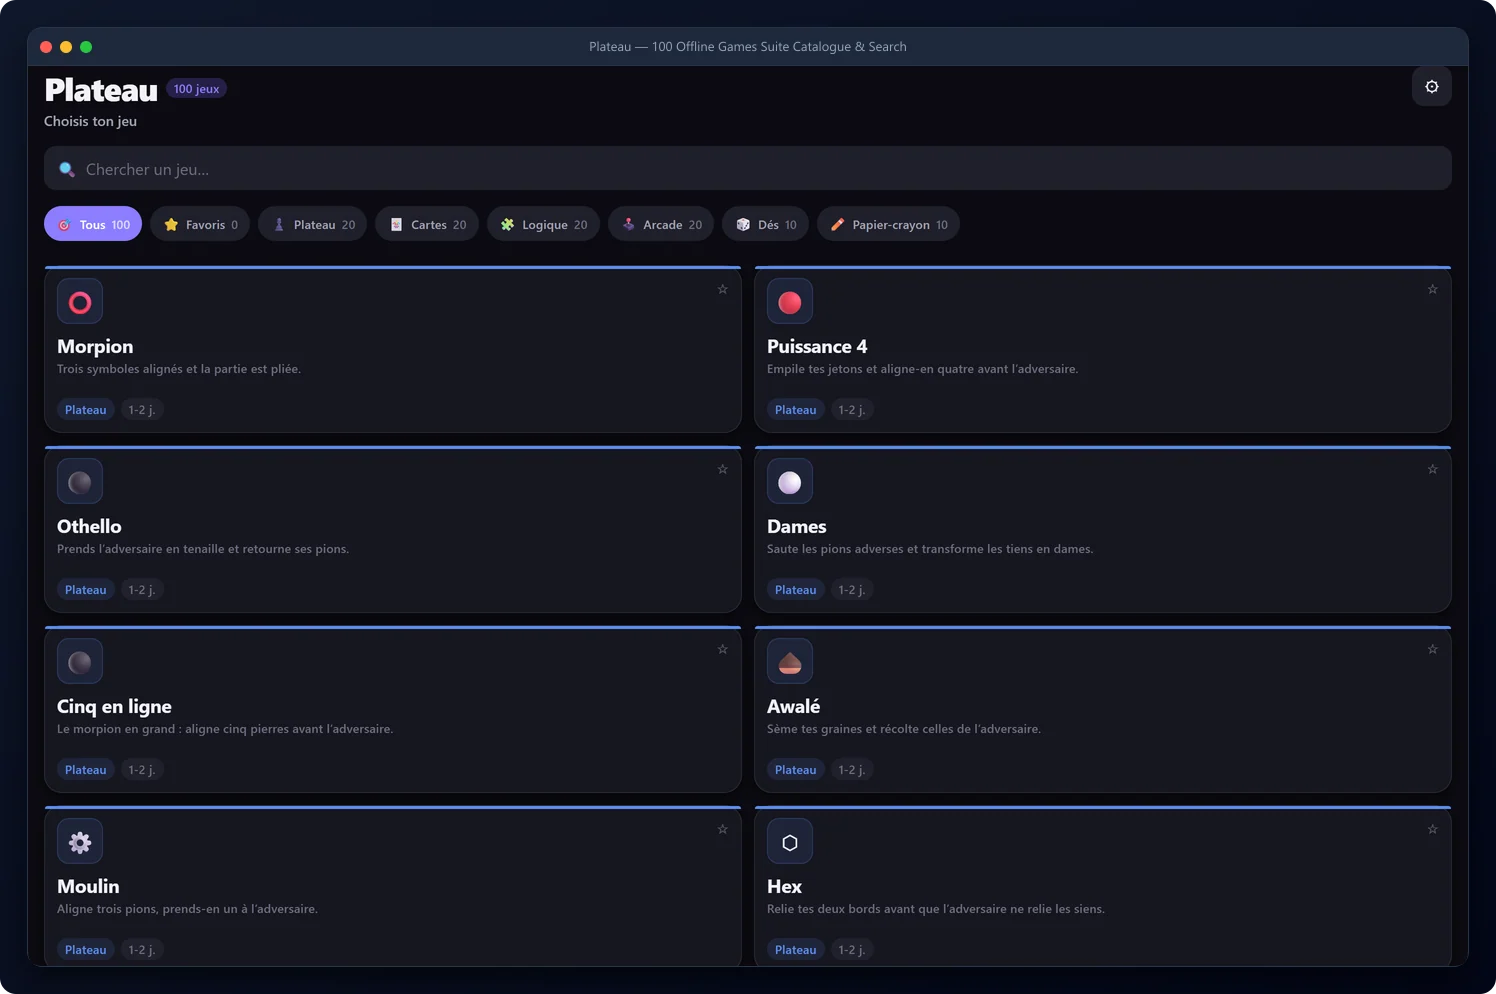 Plateau — 100 Offline Games Suite Catalogue & Search
Plateau 100 jeux
Choisis ton jeu
Chercher un jeu...
Tous 100 Favoris 0 Plateau 20 Cartes 20 Logique 20 Arcade 20 Dés 10 Papier-crayon 10
Morpion
Trois symboles alignés et la partie est pliée.
Plateau 1-2 j.
Puissance 4
Empile tes jetons et aligne-en quatre avant l'adversaire.
Plateau 1-2 j.
Othello
Prends l'adversaire en tenaille et retourne ses pions.
Plateau 1-2 j.
Dames
Saute les pions adverses et transforme les tiens en dames.
Plateau 1-2 j.
Cinq en ligne
Le morpion en grand : aligne cinq pierres avant l'adversaire.
Plateau 1-2 j.
Awalé
Sème tes graines et récolte celles de l'adversaire.
Plateau 1-2 j.
Moulin
Aligne trois pions, prends-en un à l'adversaire.
Plateau 1-2 j.
Hex
Relie tes deux bords avant que l'adversaire ne relie les siens.
Plateau 1-2 j.